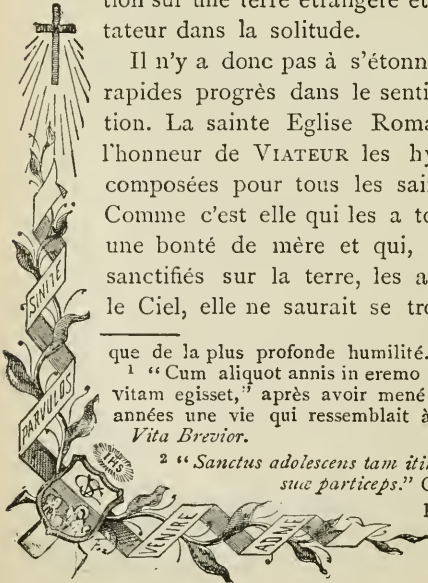 tion sur une terre étrangère et
tateur dans la solitude.
Il n'y a donc pas à s'étonn
rapides progrès dans le senti
tion. La sainte Eglise Roma
l'honneur de VIATEUR les hy
composées pour tous les sain
Comme c'est elle qui les a to
une bonté de mère et qui,
sanctifiés sur la terre, les a
le Ciel, elle ne saurait se tro
que de la plus profonde humilité.
¹ “Cum aliquot annis in eremo
vitam egisset,” après avoir mené
années une vie qui ressemblait à
Vita Brevior.
² “Sanctus adolescens tam itin
suæ particeps.”
SINITE
PARVULOS
IHS
VENIRE
AD ME